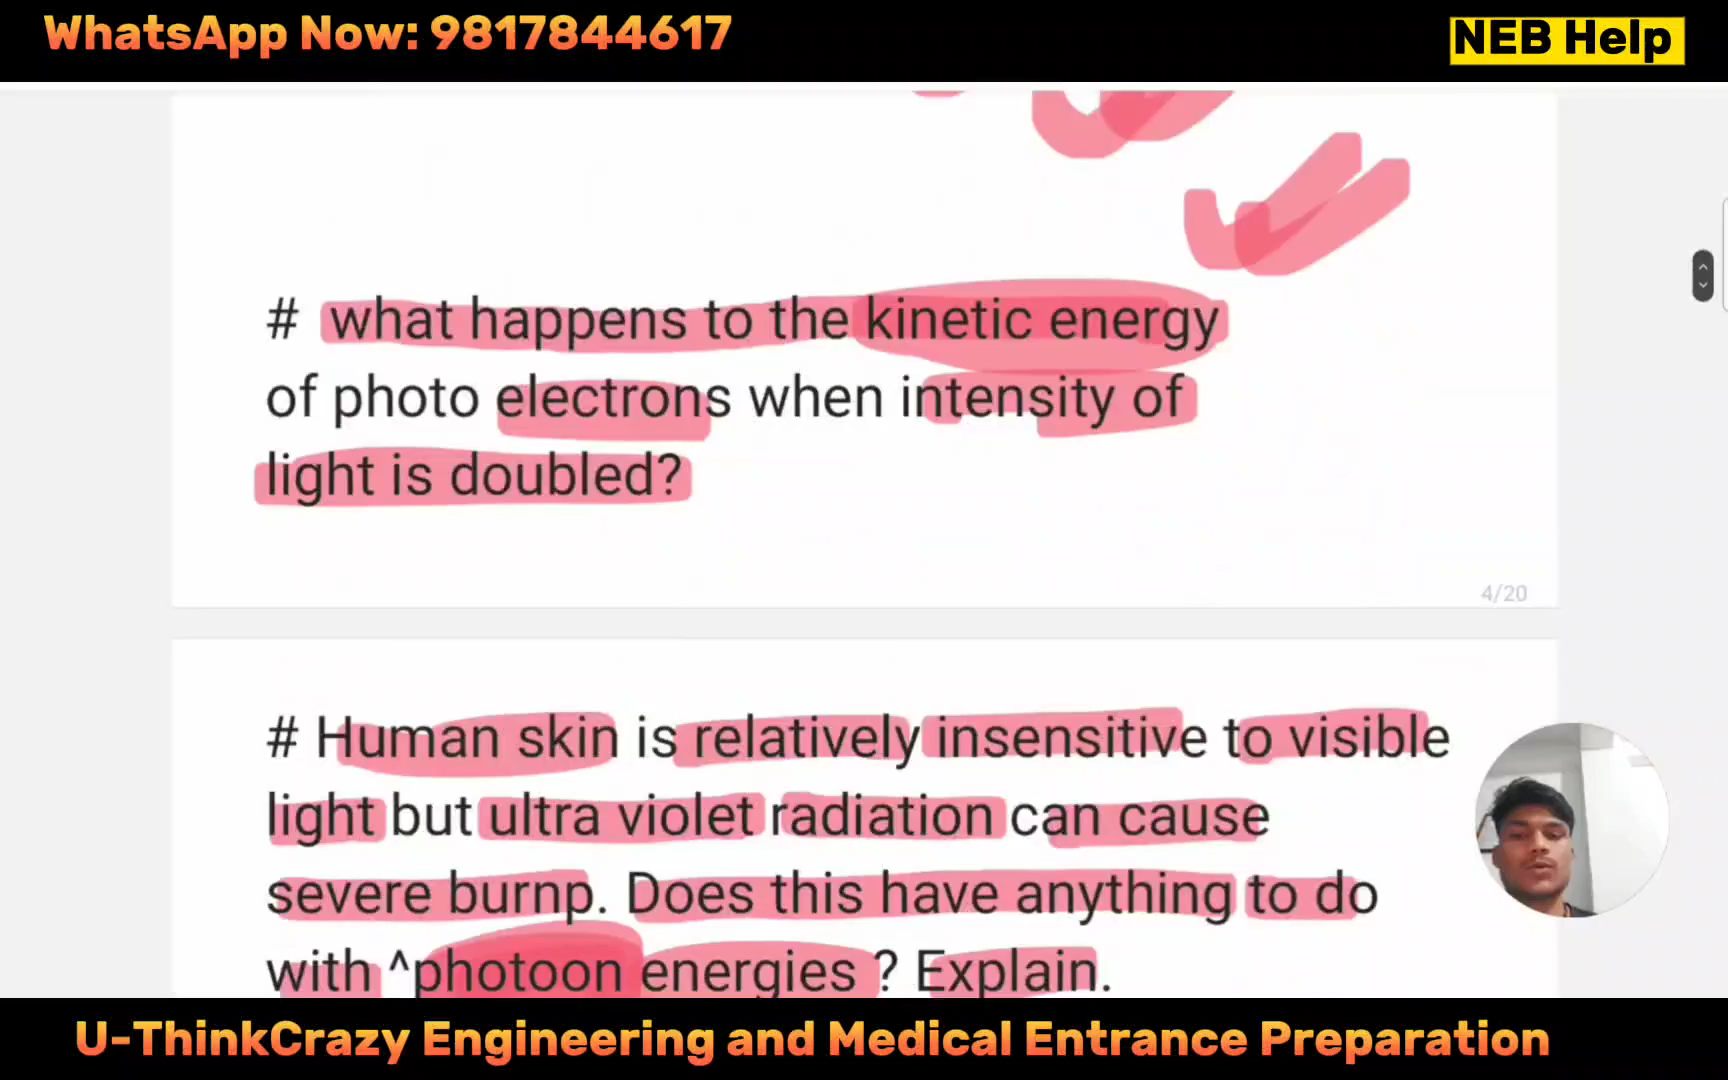 WhatsApp Now: 9817844617
NEB Help
# what happens to the kinetic energy
of photo electrons when intensity of
light is doubled?
4/20
# Human skin is relatively insensitive to visible
light but ultra violet radiation can cause
severe burnp. Does this have anything to do
with ^photoon energies ? Explain.
U-ThinkCrazy Engineering and Medical Entrance Preparation